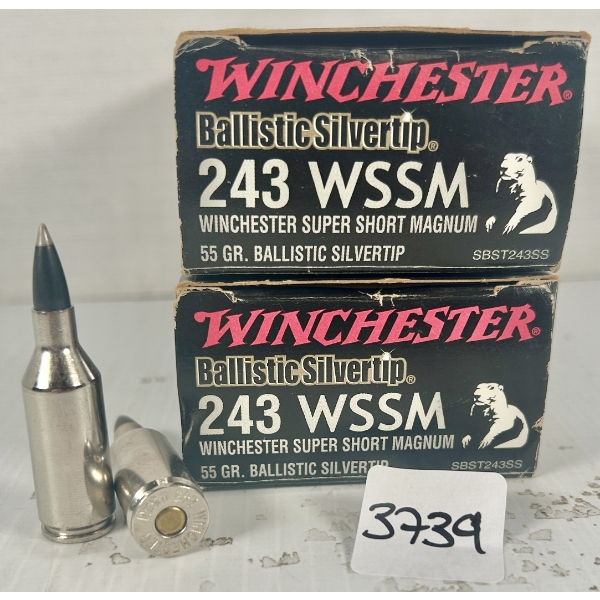 WINCHESTER®
Ballistic Silvertip®
243 WSSM
WINCHESTER SUPER SHORT MAGNUM
55 GR. BALLISTIC SILVERTIP
SBST243SS
WINCHESTER®
Ballistic Silvertip®
243 WSSM
WINCHESTER SUPER SHORT MAGNUM
55 GR. BALLISTIC SILVERTIP
SBST243SS
3739
WINCHESTER